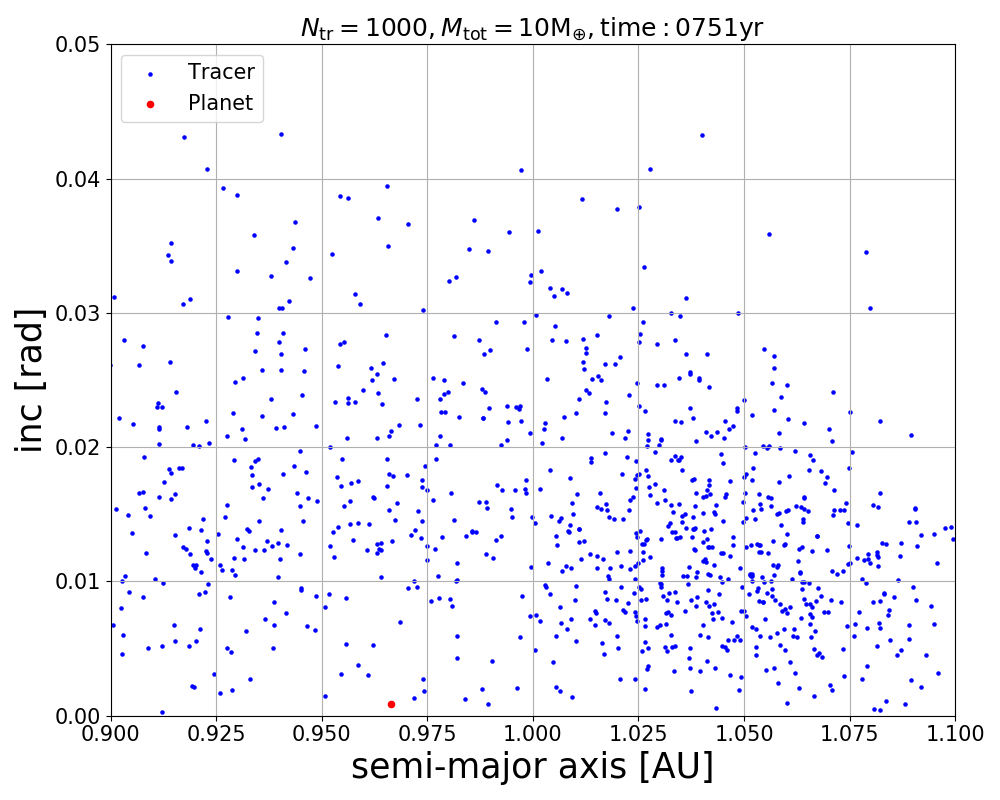 N_tr = 1000, M_tot = 10M_⊕, time : 0751yr
Tracer
Planet
inc [rad]
0.05
0.04
0.03
0.02
0.01
0.00
0.900 0.925 0.950 0.975 1.000 1.025 1.050 1.075 1.100
semi-major axis [AU]